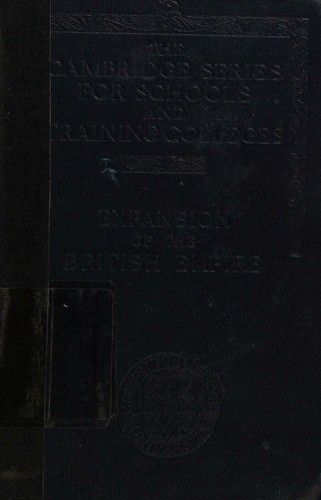 THE
CAMBRIDGE SERIES
FOR SCHOOLS
AND
TRAINING COLLEGES
EXPANSION
OF THE
BRITISH EMPIRE